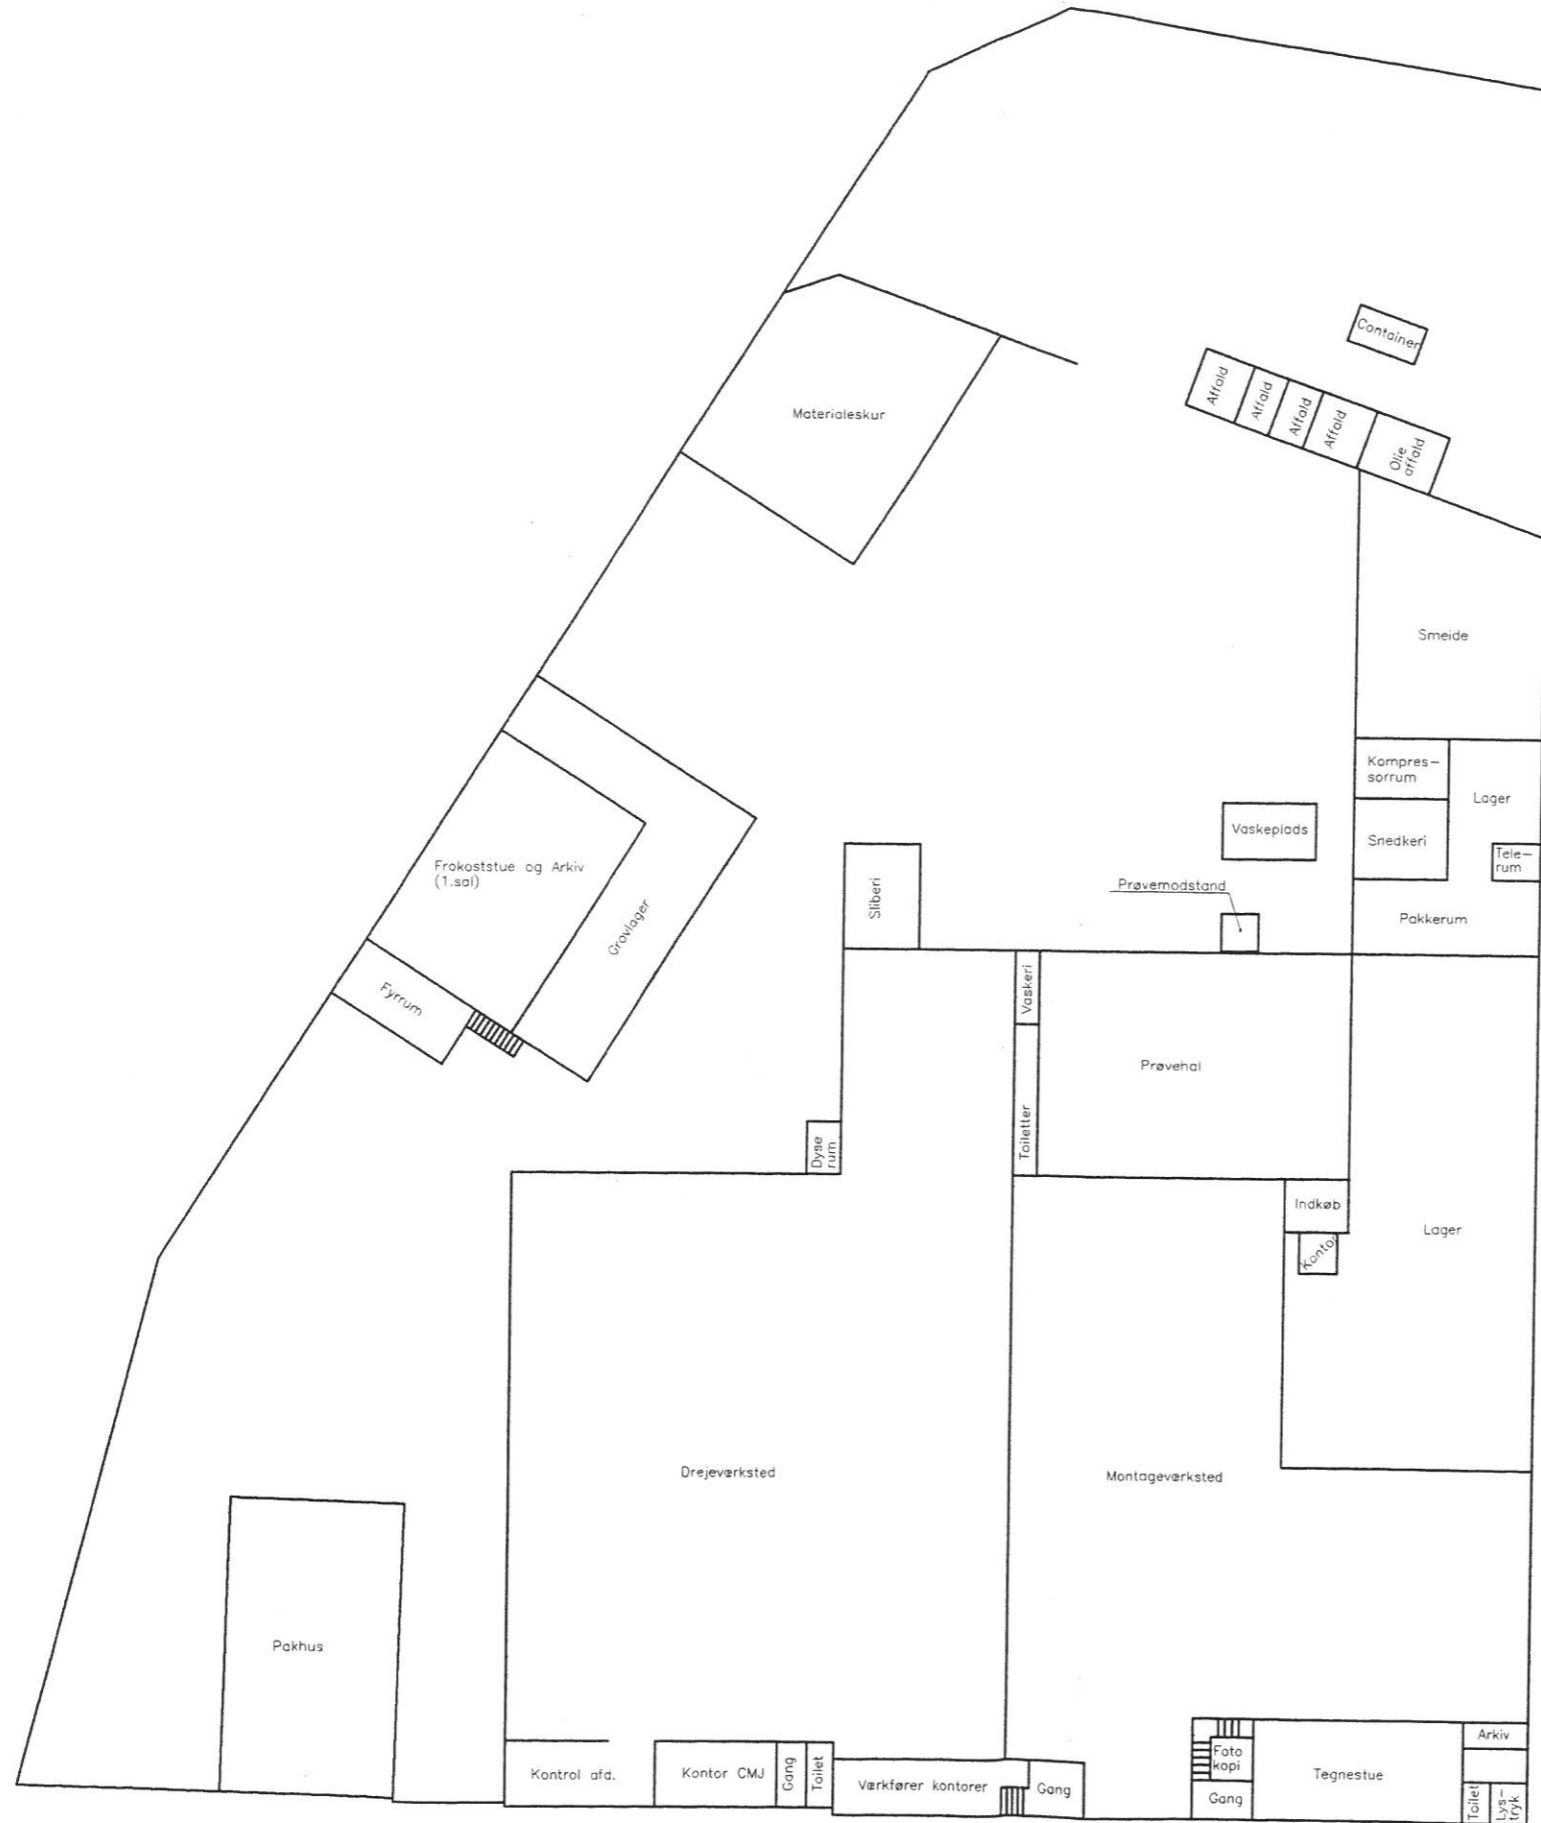 Container
Affald
Affald
Affald
Affald
Olie
affald
Materialeskur
Smeide
Kompres-
sorrum
Lager
Vaskeplads
Snedkeri
Tele-
rum
Frokoststue og Arkiv
(1.sal)
Prøvemodstand
Sliberi
Grovlager
Pakkerum
Fyrrum
Vaskeri
Prøvehal
Toiletter
Dyse
rum
Indkøb
Lager
Kontor
Drejeværksted
Montageværksted
Pakhus
Arkiv
Foto
kopi
Kontrol afd.
Kontor CMJ
Gang
Toilet
Værkfører kontorer
Gang
Gang
Tegnestue
Toilet
Lys-
tryk